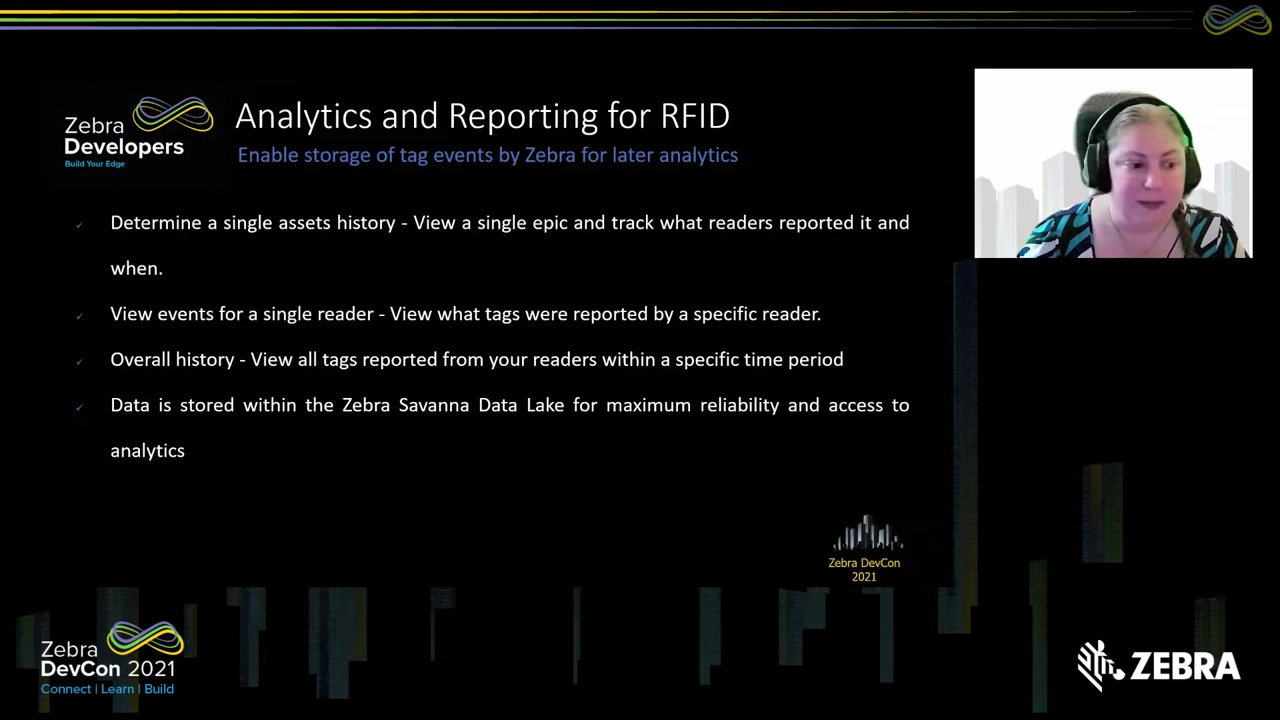 Zebra
Developers
Build Your Edge
Analytics and Reporting for RFID
Enable storage of tag events by Zebra for later analytics
Determine a single assets history - View a single epic and track what readers reported it and
when.
View events for a single reader - View what tags were reported by a specific reader.
Overall history - View all tags reported from your readers within a specific time period
Data is stored within the Zebra Savanna Data Lake for maximum reliability and access to
analytics
Zebra DevCon
2021
Zebra
DevCon 2021
Connect | Learn | Build
ZEBRA